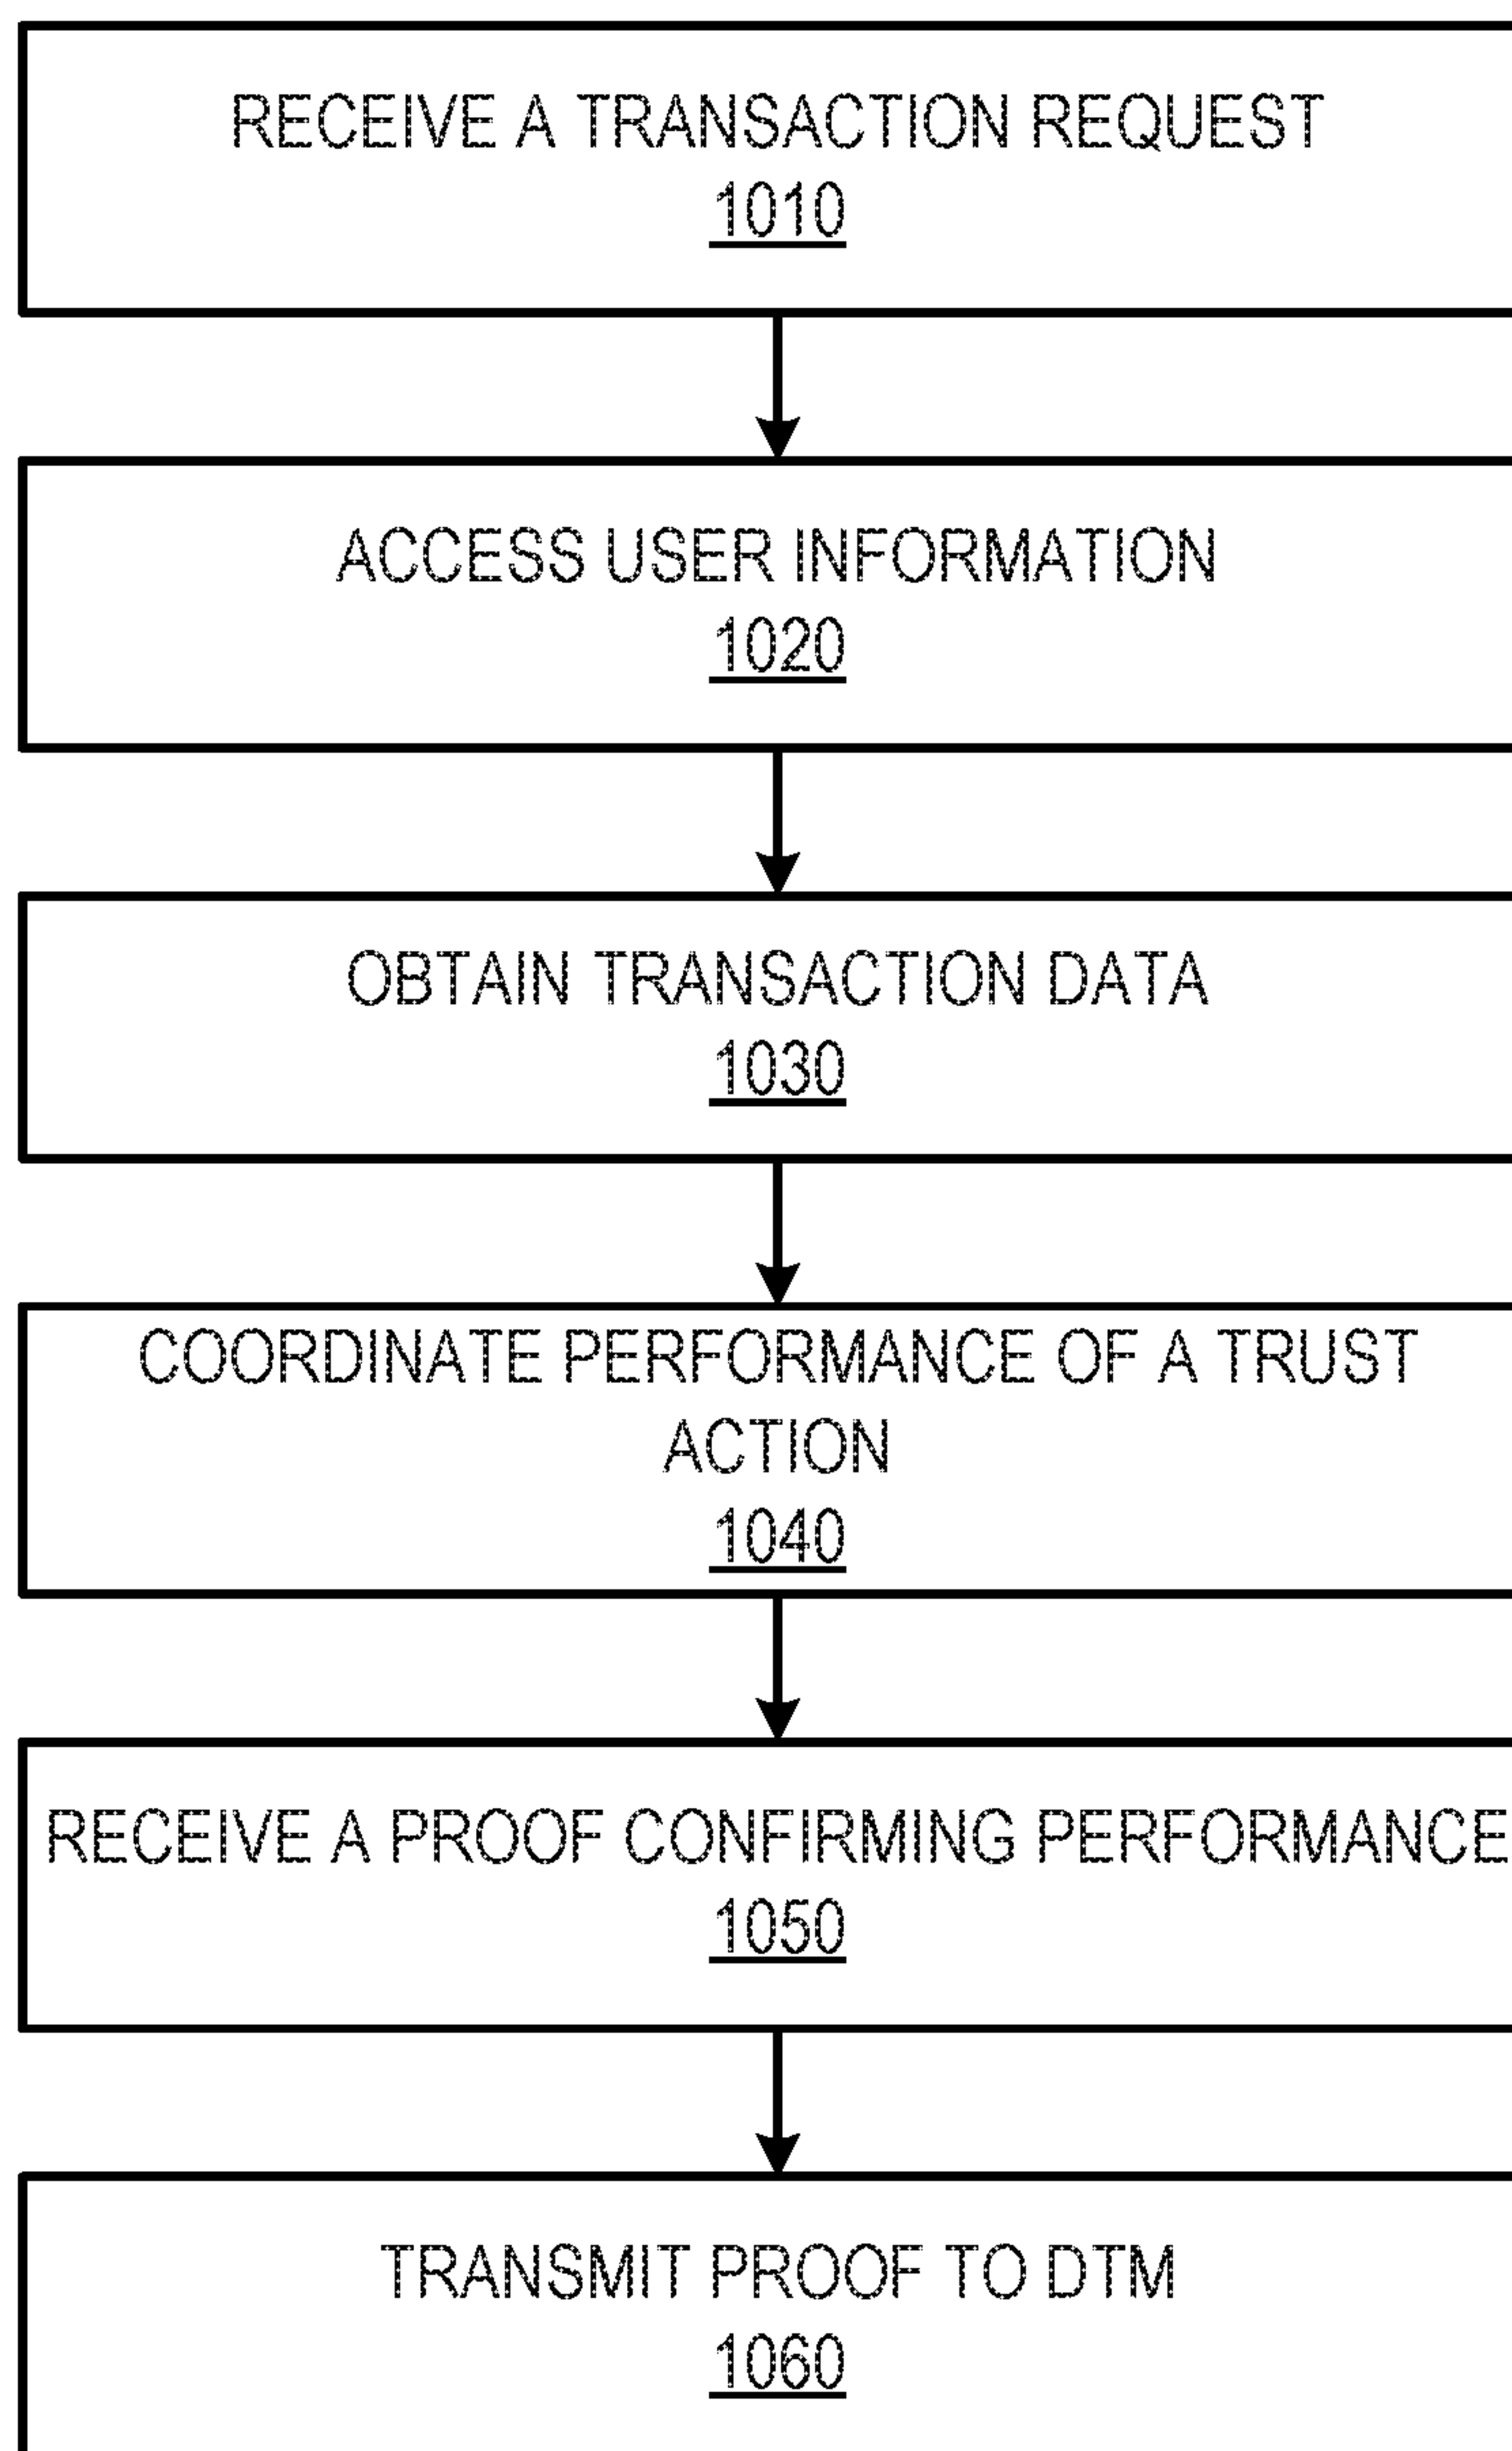 RECEIVE A TRANSACTION REQUEST
1010
ACCESS USER INFORMATION
1020
OBTAIN TRANSACTION DATA
1030
COORDINATE PERFORMANCE OF A TRUST
ACTION
1040
RECEIVE A PROOF CONFIRMING PERFORMANCE
1050
TRANSMIT PROOF TO DTM
1060